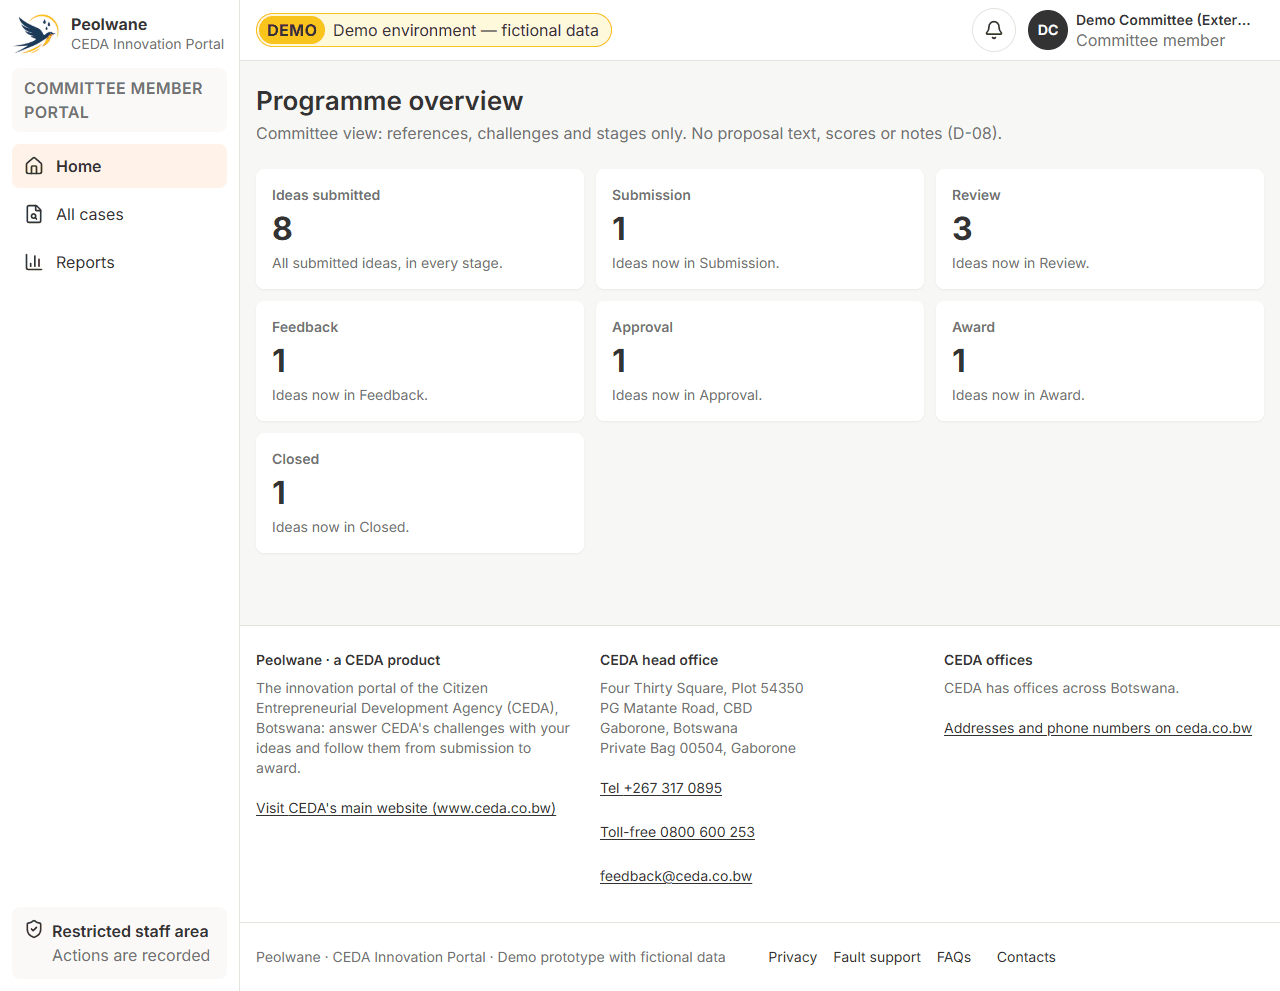 Peolwane
CEDA Innovation Portal
COMMITTEE MEMBER
PORTAL
Home
All cases
Reports
Restricted staff area
Actions are recorded
DEMO Demo environment — fictional data
DC
Demo Committee (Exter...
Committee member
Programme overview
Committee view: references, challenges and stages only. No proposal text, scores or notes (D-08).
Ideas submitted
8
All submitted ideas, in every stage.
Submission
1
Ideas now in Submission.
Review
3
Ideas now in Review.
Feedback
1
Ideas now in Feedback.
Approval
1
Ideas now in Approval.
Award
1
Ideas now in Award.
Closed
1
Ideas now in Closed.
Peolwane · a CEDA product
The innovation portal of the Citizen
Entrepreneurial Development Agency (CEDA),
Botswana: answer CEDA's challenges with your
ideas and follow them from submission to
award.
Visit CEDA's main website (www.ceda.co.bw)
CEDA head office
Four Thirty Square, Plot 54350
PG Matante Road, CBD
Gaborone, Botswana
Private Bag 00504, Gaborone
Tel +267 317 0895
Toll-free 0800 600 253
feedback@ceda.co.bw
CEDA offices
CEDA has offices across Botswana.
Addresses and phone numbers on ceda.co.bw
Peolwane · CEDA Innovation Portal · Demo prototype with fictional data
Privacy
Fault support
FAQs
Contacts